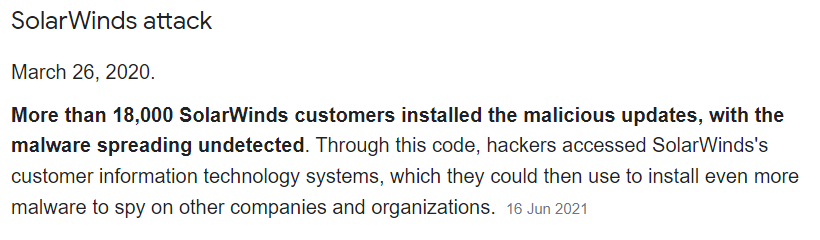 SolarWinds attack
March 26, 2020.
More than 18,000 SolarWinds customers installed the malicious updates, with the
malware spreading undetected. Through this code, hackers accessed SolarWinds's
customer information technology systems, which they could then use to install even more
malware to spy on other companies and organizations. 16 Jun 2021